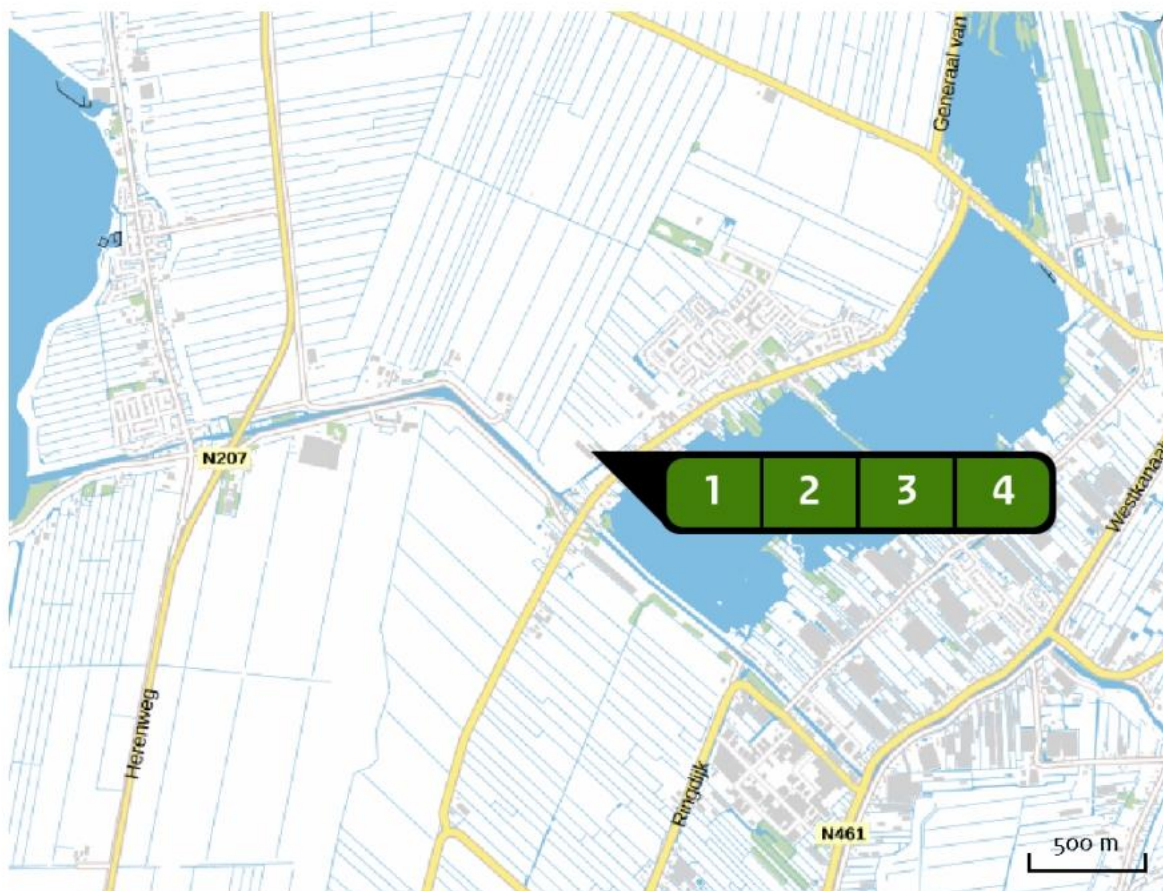 Generaal van
N207
1 2 3 4
Westkanaal
Herenweg
Ringdijk
N461
500 m